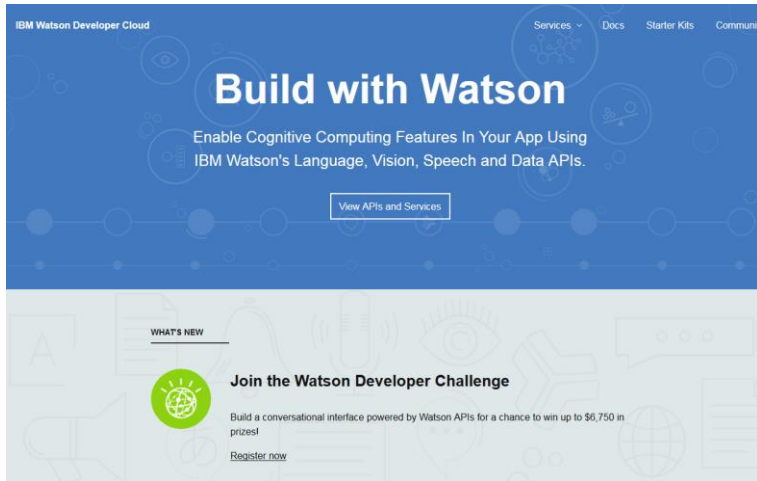 IBM Watson Developer Cloud
Services
Docs
Starter Kits
Communi
Build with Watson
Enable Cognitive Computing Features In Your App Using
IBM Watson's Language, Vision, Speech and Data APIs.
View APIs and Services
WHAT'S NEW
Join the Watson Developer Challenge
Build a conversational interface powered by Watson APIs for a chance to win up to $6,750 in
prizes!
Register now